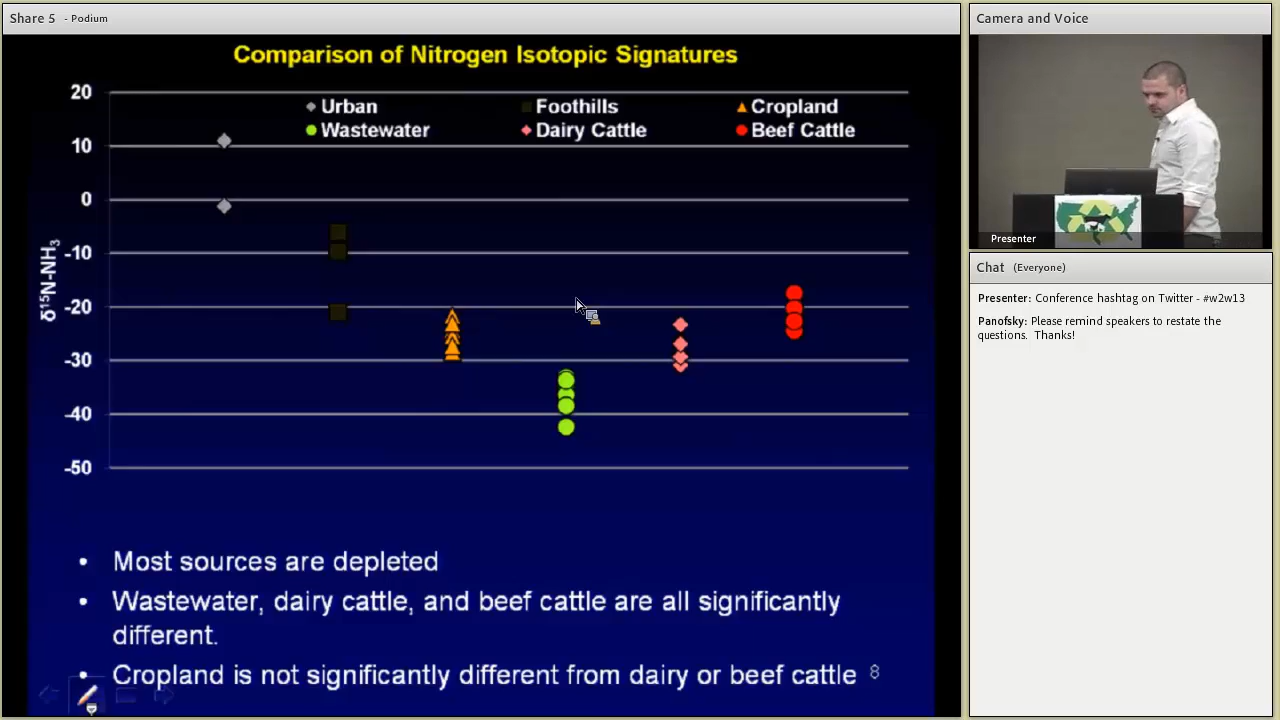 Share 5 - Podium
Comparison of Nitrogen Isotopic Signatures
20
10
0
-10
-20
-30
-40
-50
δ¹⁵N-NH₃
Urban
Foothills
Cropland
Wastewater
Dairy Cattle
Beef Cattle
• Most sources are depleted
• Wastewater, dairy cattle, and beef cattle are all significantly
different.
• Cropland is not significantly different from dairy or beef cattle
8
Camera and Voice
Presenter
Chat (Everyone)
Presenter: Conference hashtag on Twitter - #w2w13
Panofsky: Please remind speakers to restate the
questions. Thanks!